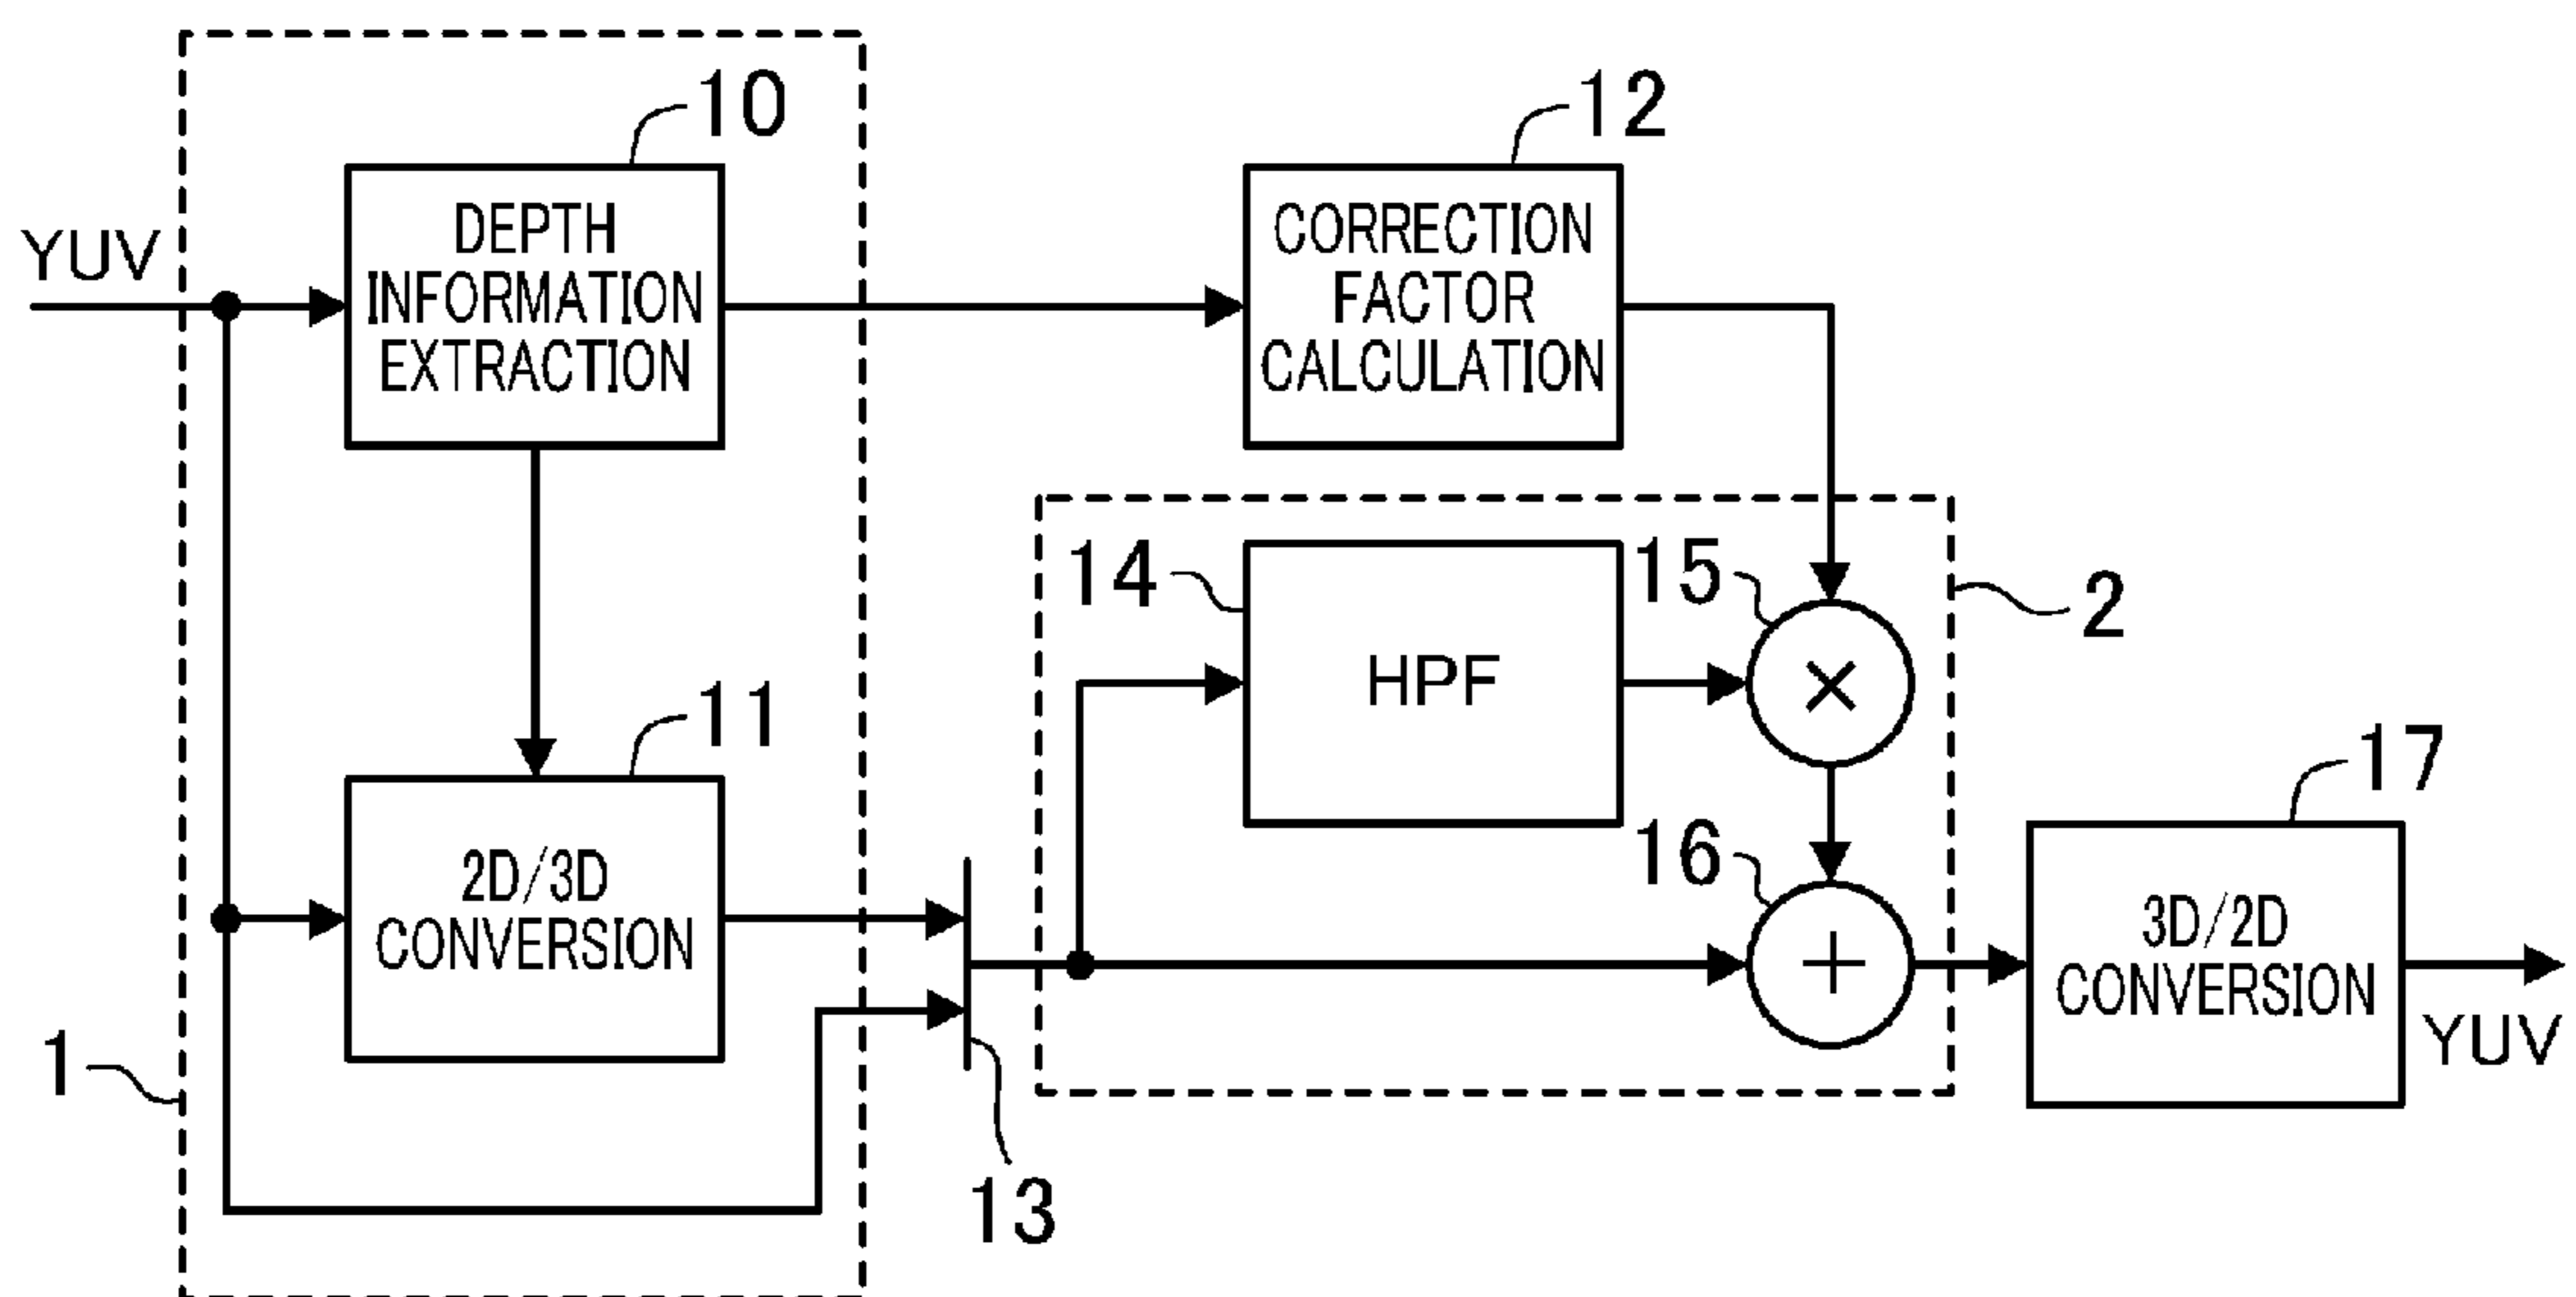 10
12
YUV
DEPTH
INFORMATION
EXTRACTION
CORRECTION
FACTOR
CALCULATION
14
15
2
HPF
×
11
17
2D/3D
CONVERSION
16
+
3D/2D
CONVERSION
1
13
YUV